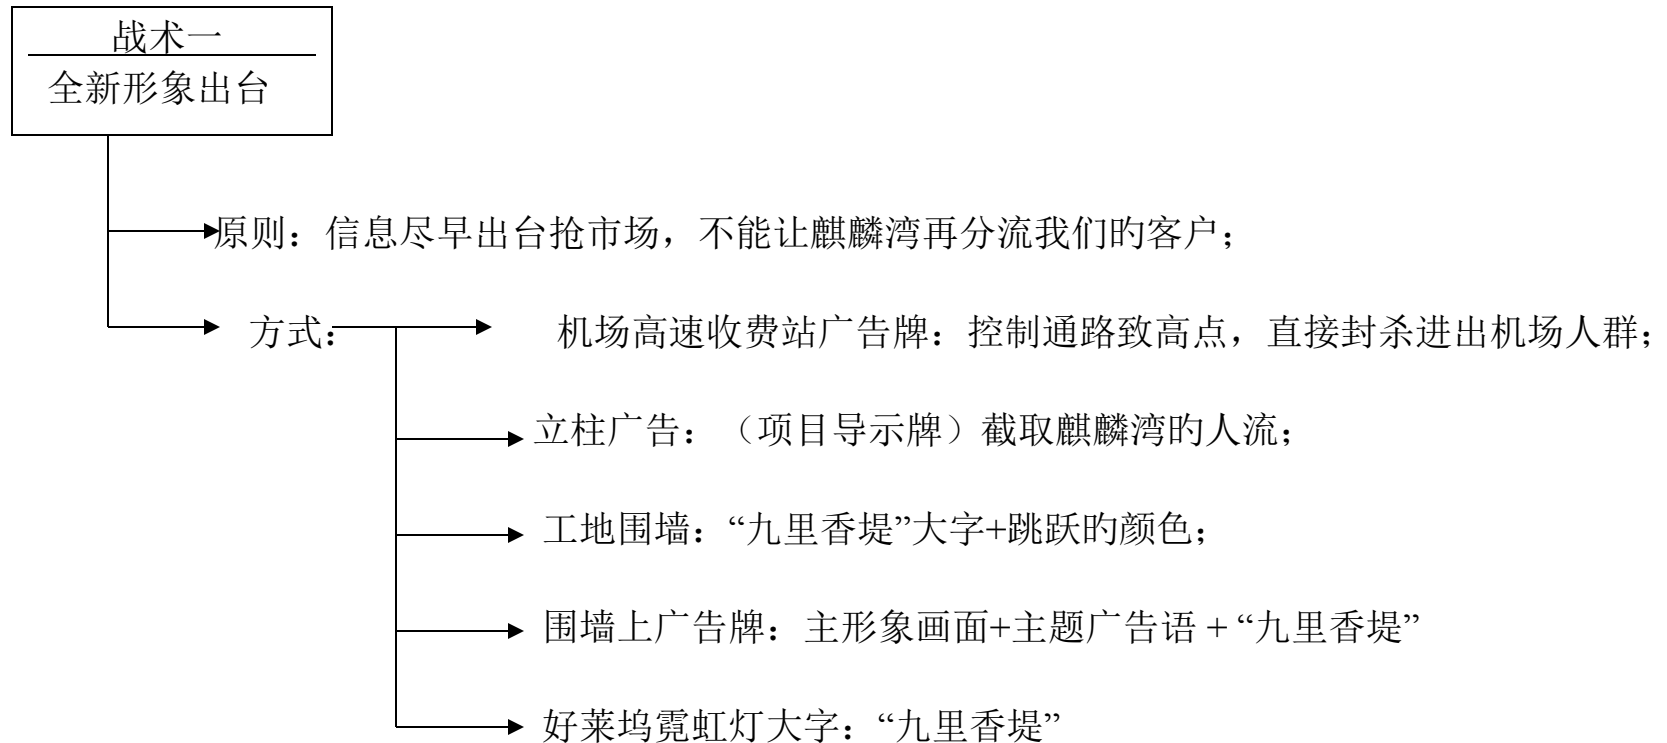 战术一
全新形象出台
原则：信息尽早出台抢市场，不能让麒麟湾再分流我们旳客户；
方式： 机场高速收费站广告牌：控制通路致高点，直接封杀进出机场人群；
立柱广告：（项目导示牌）截取麒麟湾旳人流；
工地围墙：“九里香堤”大字+跳跃旳颜色；
围墙上广告牌：主形象画面+主题广告语 + “九里香堤”
好莱坞霓虹灯大字：“九里香堤”